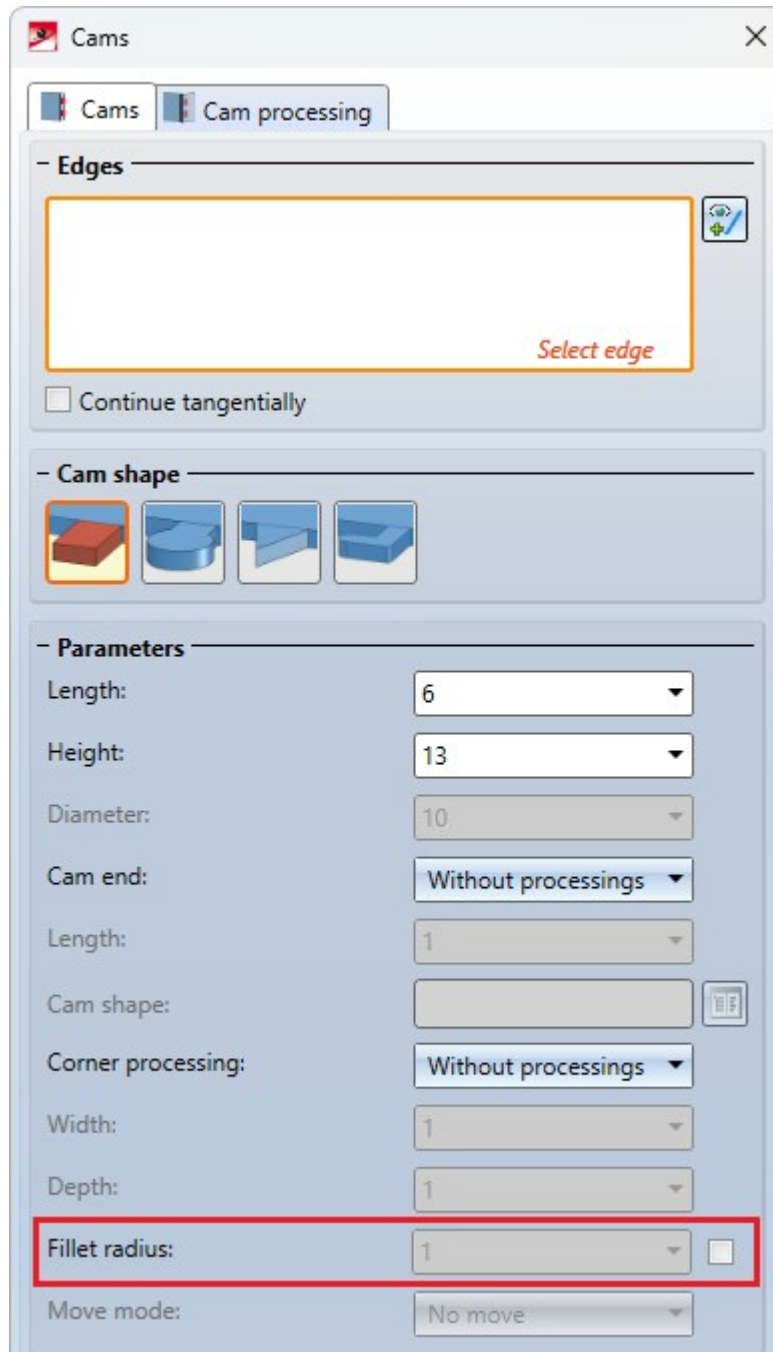 Cams
Cams Cam processing
Edges
Select edge
Continue tangentially
Cam shape
Parameters
Length: 6
Height: 13
Diameter: 10
Cam end: Without processings
Length: 1
Cam shape:
Corner processing: Without processings
Width: 1
Depth: 1
Fillet radius: 1
Move mode: No move